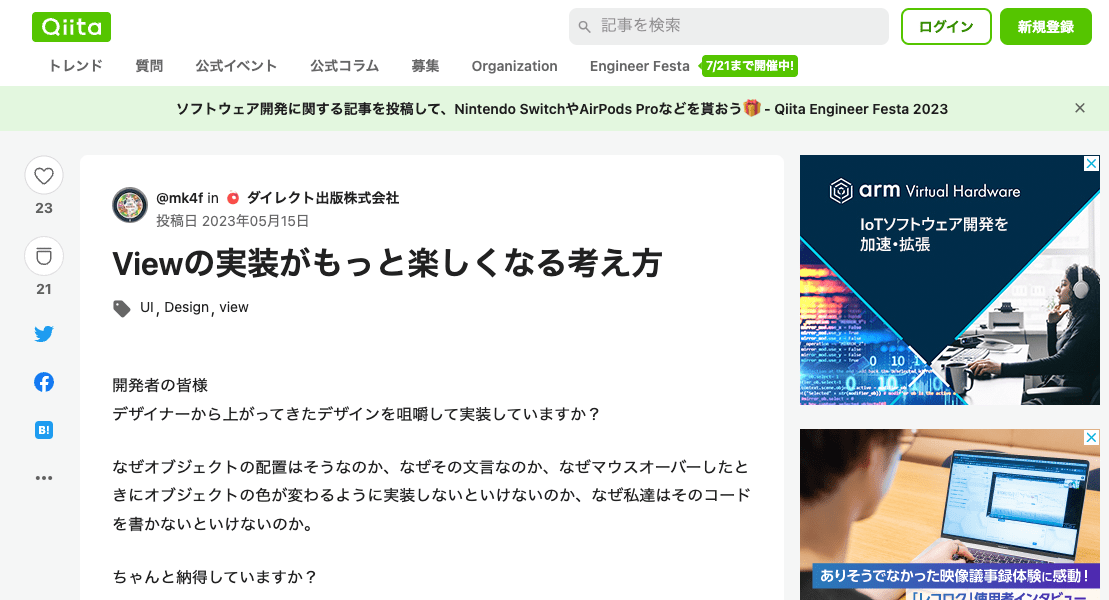 Qiita
記事を検索
ログイン
新規登録
トレンド 質問 公式イベント 公式コラム 募集 Organization Engineer Festa 7/21まで開催中!
ソフトウェア開発に関する記事を投稿して、Nintendo SwitchやAirPods Proなどを貰おう🎁 - Qiita Engineer Festa 2023
23
21
B!
@mk4f in ダイレクト出版株式会社
投稿日 2023年05月15日
Viewの実装がもっと楽しくなる考え方
UI, Design, view
開発者の皆様
デザイナーから上がってきたデザインを咀嚼して実装していますか？
なぜオブジェクトの配置はそうなのか、なぜその文言なのか、なぜマウスオーバーしたと
きにオブジェクトの色が変わるように実装しないといけないのか、なぜ私達はそのコード
を書かないといけないのか。
ちゃんと納得していますか？
arm Virtual Hardware
IoTソフトウェア開発を
加速・拡張
ありそうでなかった映像議事録体験に感動！
「レコログ」使用者インタビュー